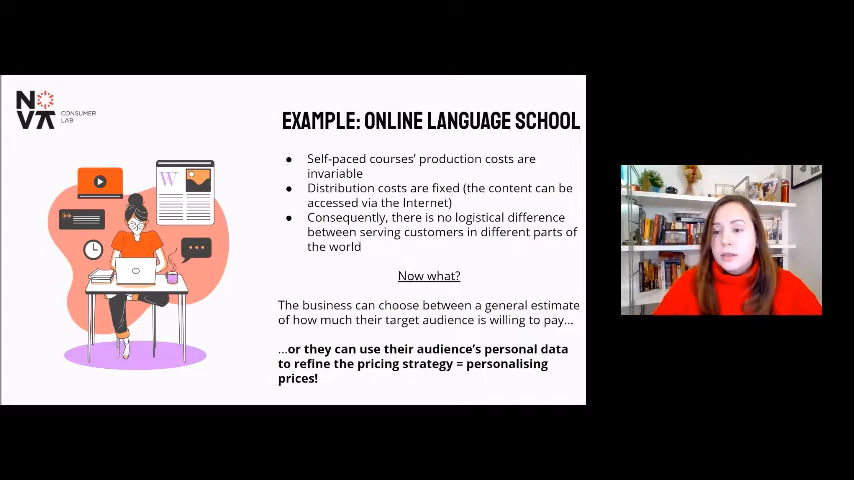 NOVA
CONSUMER
LAB
EXAMPLE: ONLINE LANGUAGE SCHOOL
● Self-paced courses' production costs are
invariable
● Distribution costs are fixed (the content can be
accessed via the Internet)
● Consequently, there is no logistical difference
between serving customers in different parts of
the world
Now what?
The business can choose between a general estimate
of how much their target audience is willing to pay...
...or they can use their audience's personal data
to refine the pricing strategy = personalising
prices!
W